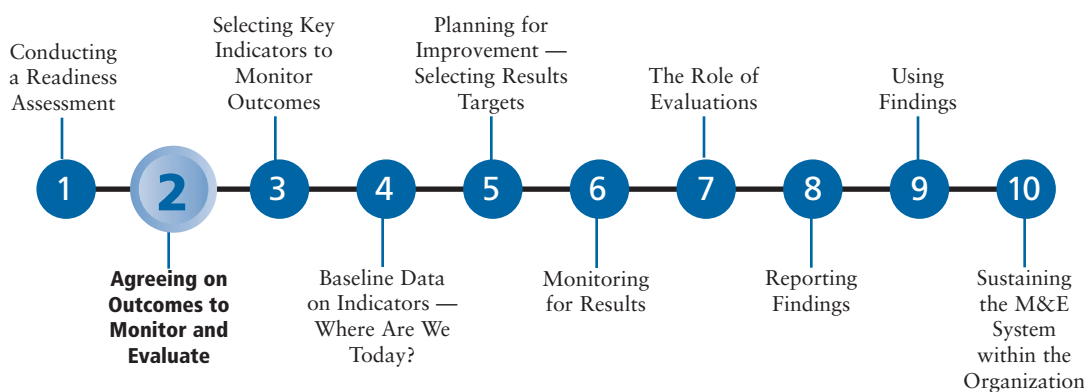 Conducting
a Readiness
Assessment
Selecting Key
Indicators to
Monitor
Outcomes
Planning for
Improvement —
Selecting Results
Targets
The Role of
Evaluations
Using
Findings
1
2
3
4
5
6
7
8
9
10
Agreeing on
Outcomes to
Monitor and
Evaluate
Baseline Data
on Indicators —
Where Are We
Today?
Monitoring
for Results
Reporting
Findings
Sustaining
the M&E
System
within the
Organization